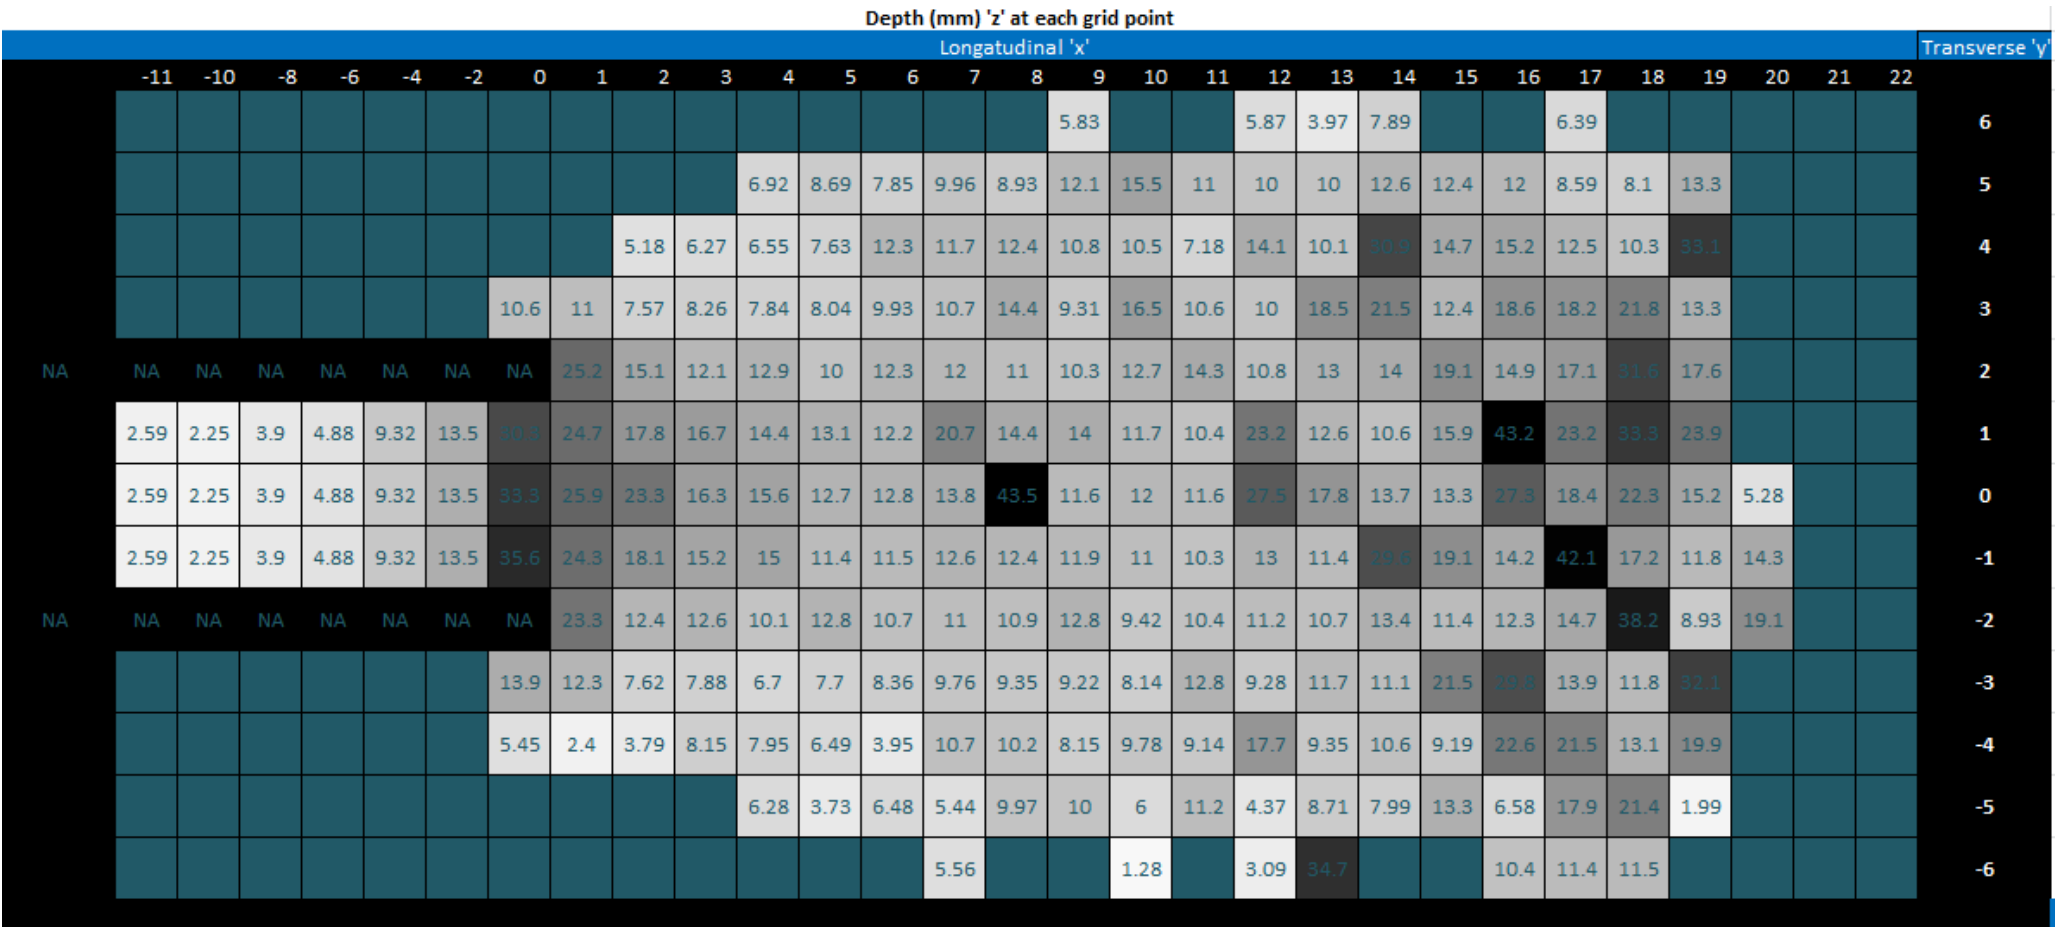 Depth (mm) 'z' at each grid point
Longatudinal 'x' Transverse 'y'
-11 -10 -8 -6 -4 -2 0 1 2 3 4 5 6 7 8 9 10 11 12 13 14 15 16 17 18 19 20 21 22
5.83 5.87 3.97 7.89 6.39 6
6.92 8.69 7.85 9.96 8.93 12.1 15.5 11 10 10 12.6 12.4 12 8.59 8.1 13.3 5
5.18 6.27 6.55 7.63 12.3 11.7 12.4 10.8 10.5 7.18 14.1 10.1 14.7 15.2 12.5 10.3 33.1 4
10.6 11 7.57 8.26 7.84 8.04 9.93 10.7 14.4 9.31 16.5 10.6 10 18.5 21.5 12.4 18.6 18.2 21.8 13.3 3
NA NA NA NA NA NA NA NA 25.2 15.1 12.1 12.9 10 12.3 12 11 10.3 12.7 14.3 10.8 13 14 19.1 14.9 17.1 31.6 17.6 2
2.59 2.25 3.9 4.88 9.32 13.5 24.7 17.8 16.7 14.4 13.1 12.2 20.7 14.4 14 11.7 10.4 23.2 12.6 10.6 15.9 43.2 23.2 33.3 23.9 1
2.59 2.25 3.9 4.88 9.32 13.5 33.3 25.9 23.3 16.3 15.6 12.7 12.8 13.8 43.5 11.6 12 11.6 27.5 17.8 13.7 13.3 27.3 18.4 22.3 15.2 5.28 0
2.59 2.25 3.9 4.88 9.32 13.5 35.6 24.3 18.1 15.2 15 11.4 11.5 12.6 12.4 11.9 11 10.3 13 11.4 29.6 19.1 14.2 42.1 17.2 11.8 14.3 -1
NA NA NA NA NA NA NA NA 23.3 12.4 12.6 10.1 12.8 10.7 11 10.9 12.8 9.42 10.4 11.2 10.7 13.4 11.4 12.3 14.7 38.2 8.93 19.1 -2
13.9 12.3 7.62 7.88 6.7 7.7 8.36 9.76 9.35 9.22 8.14 12.8 9.28 11.7 11.1 21.5 29.8 13.9 11.8 32.1 -3
5.45 2.4 3.79 8.15 7.95 6.49 3.95 10.7 10.2 8.15 9.78 9.14 17.7 9.35 10.6 9.19 22.6 21.5 13.1 19.9 -4
6.28 3.73 6.48 5.44 9.97 10 6 11.2 4.37 8.71 7.99 13.3 6.58 17.9 21.4 1.99 -5
5.56 1.28 3.09 34.7 10.4 11.4 11.5 -6